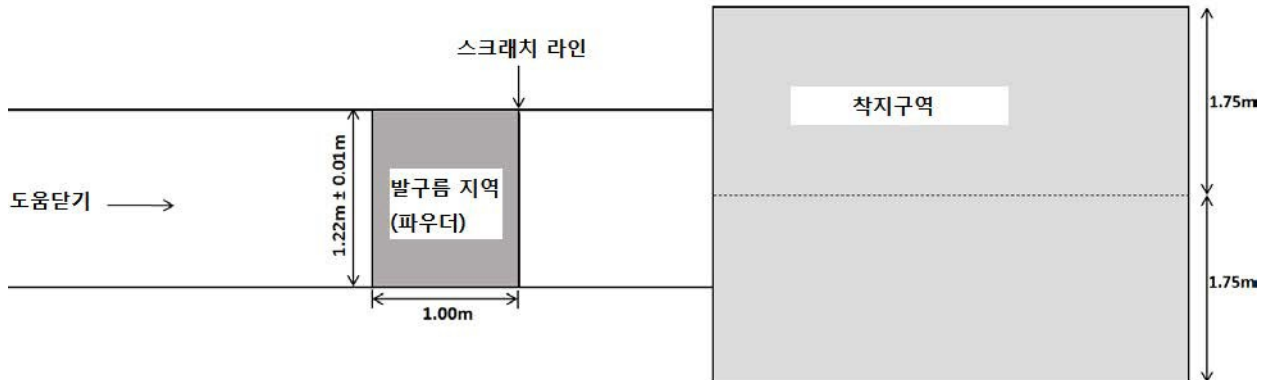 스크래치 라인
착지구역
1.75m
1.22m ± 0.01m
발구름 지역
(파우더)
도움닫기
1.75m
1.00m